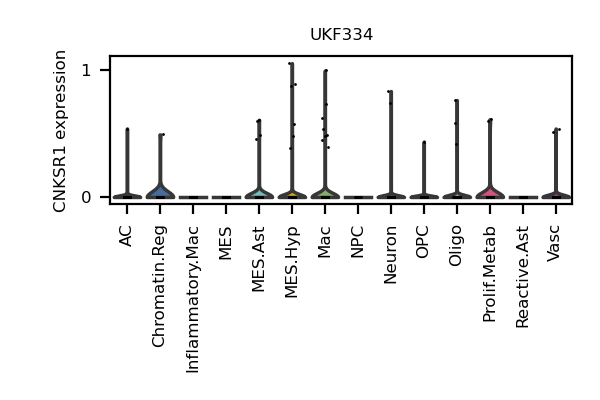 UKF334
CNKSR1 expression
1
0
AC
Chromatin.Reg
Inflammatory.Mac
MES
MES.Ast
MES.Hyp
Mac
NPC
Neuron
OPC
Oligo
Prolif.Metab
Reactive.Ast
Vasc